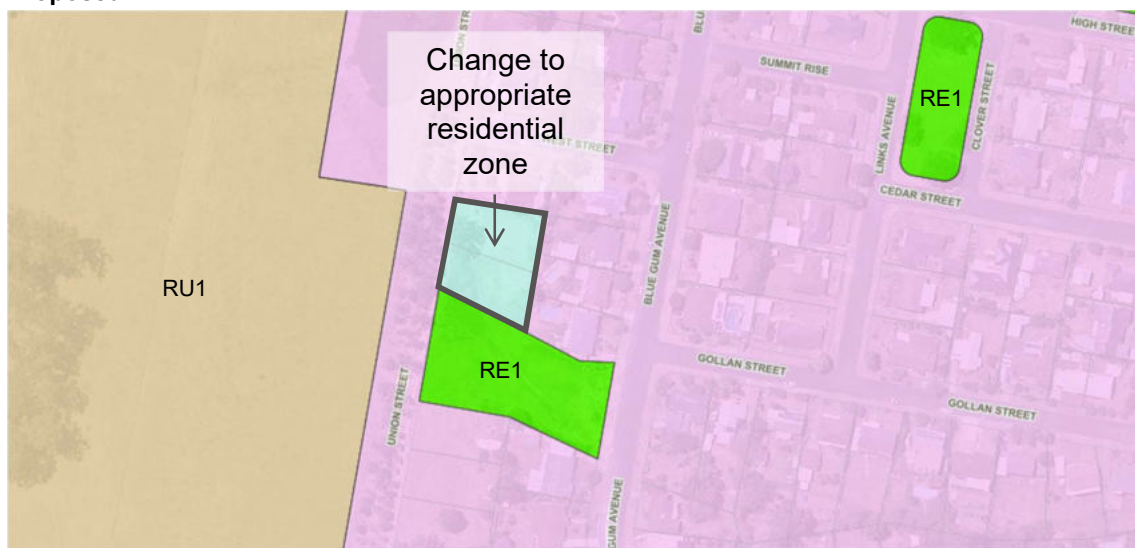 HIGH STREET
Change to
appropriate
residential
zone
SUMMIT RISE
RE1
CLOVER STREET
LINKS AVENUE
CEDAR STREET
RU1
BLUE GUM AVENUE
RE1
GOLLAN STREET
GOLLAN STREET
UNION STREET
GUM AVENUE